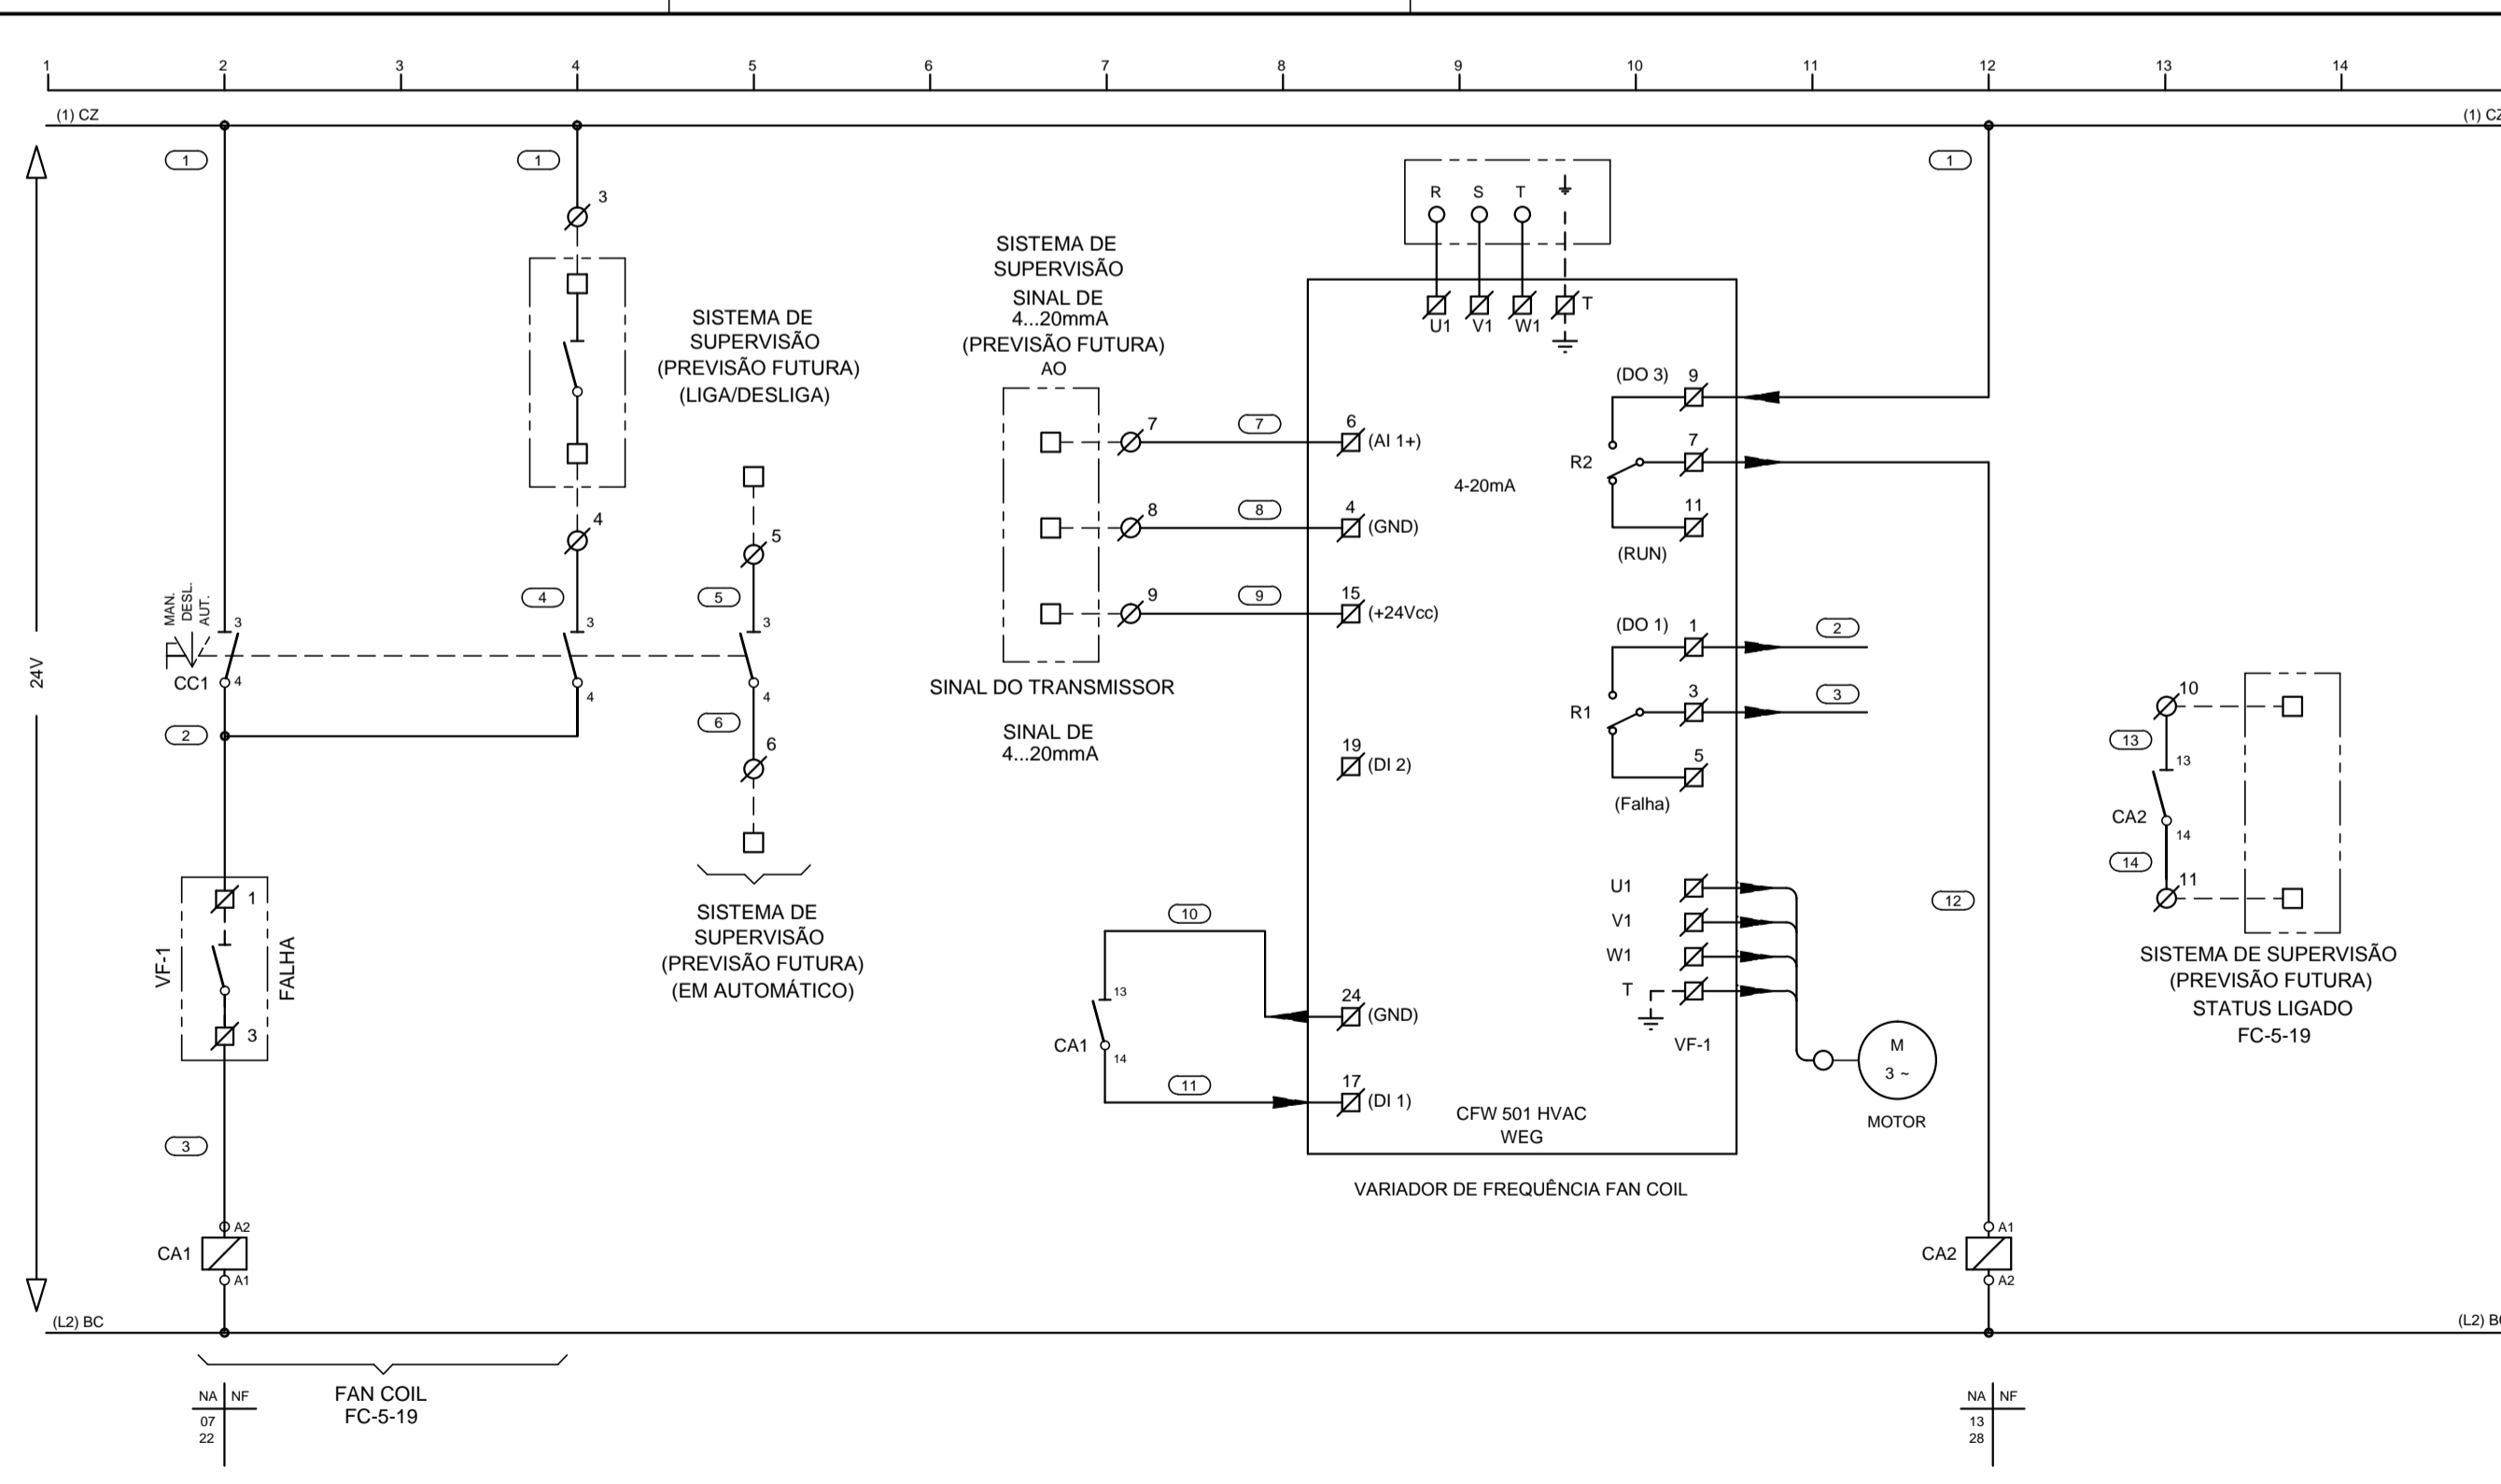 1 2 3 4 5 6 7 8 9 10 11 12 13 14
(1) CZ
(1) CZ
1
1
1
3
R S T
SISTEMA DE
SUPERVISÃO
SINAL DE
4...20mmA
(PREVISÃO FUTURA)
AO
SISTEMA DE
SUPERVISÃO
(PREVISÃO FUTURA)
(LIGA/DESLIGA)
U1 V1 W1 T
(DO 3) 9
7
R2
11
(RUN)
7 7 6 (AI 1+)
4-20mA
8 8 4 (GND)
9 9 15 (+24Vcc)
4
5
4
5
MAN.
DESL.
AUT.
3
3
3
CC1 4
4
4
2
6
6
24V
SINAL DO TRANSMISSOR
SINAL DE
4...20mmA
(DO 1) 1
2
3
3
R1
5
(Falha)
19
(DI 2)
10
13
13
CA2
14
14
11
SISTEMA DE SUPERVISÃO
(PREVISÃO FUTURA)
STATUS LIGADO
FC-5-19
VF-1
1
3
FALHA
SISTEMA DE
SUPERVISÃO
(PREVISÃO FUTURA)
(EM AUTOMÁTICO)
U1
V1
W1
T
VF-1
12
10
13
CA1
14
11
24
(GND)
17
(DI 1)
CFW 501 HVAC
WEG
M
3 ~
MOTOR
VARIADOR DE FREQUÊNCIA FAN COIL
3
A2
CA1
A1
A1
CA2
A2
(L2) BC
(L2) BC
FAN COIL
FC-5-19
NA NF
07
22
NA NF
13
28